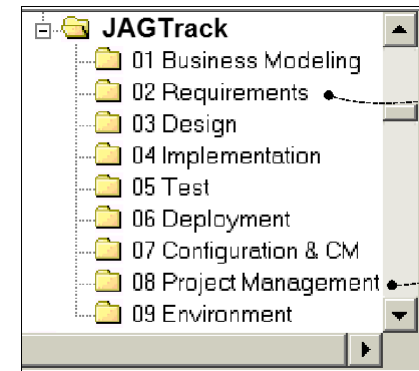 JAGTrack
01 Business Modeling
02 Requirements
03 Design
04 Implementation
05 Test
06 Deployment
07 Configuration & CM
08 Project Management
09 Environment